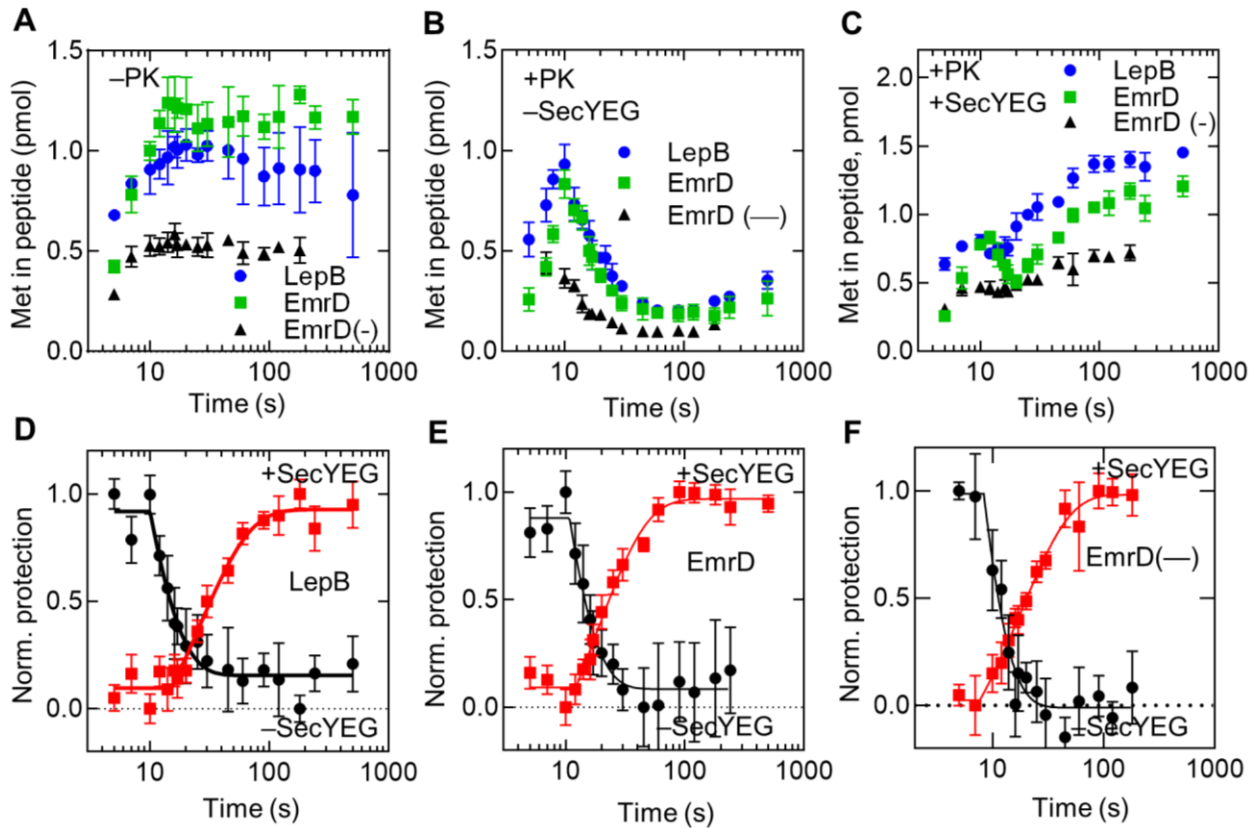 A
–PK
Met in peptide (pmol)
1.5
1.0
0.5
0.0
LepB
EmrD
EmrD(-)
10
100
1000
Time (s)
B
+PK
–SecYEG
Met in peptide (pmol)
1.5
1.0
0.5
0.0
LepB
EmrD
EmrD (—)
10
100
1000
Time (s)
C
+PK
+SecYEG
Met in peptide, pmol
2.0
1.5
1.0
0.5
0.0
LepB
EmrD
EmrD (-)
10
100
1000
Time (s)
D
+SecYEG
Norm. protection
1.0
0.5
0.0
LepB
–SecYEG
10
100
1000
Time (s)
E
+SecYEG
Norm. protection
1.0
0.5
0.0
EmrD
–SecYEG
10
100
1000
Time (s)
F
+SecYEG
Norm. protection
1.0
0.5
0.0
EmrD(—)
–SecYEG
10
100
1000
Time (s)